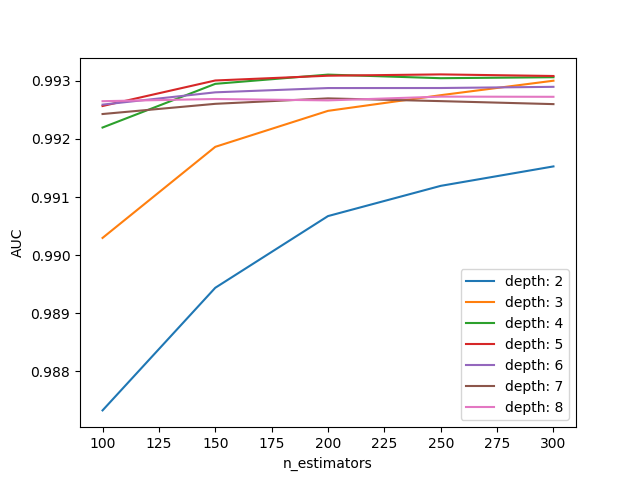 0.993
0.992
0.991
0.990
0.989
0.988
AUC
100
125
150
175
200
225
250
275
300
n_estimators
depth: 2
depth: 3
depth: 4
depth: 5
depth: 6
depth: 7
depth: 8